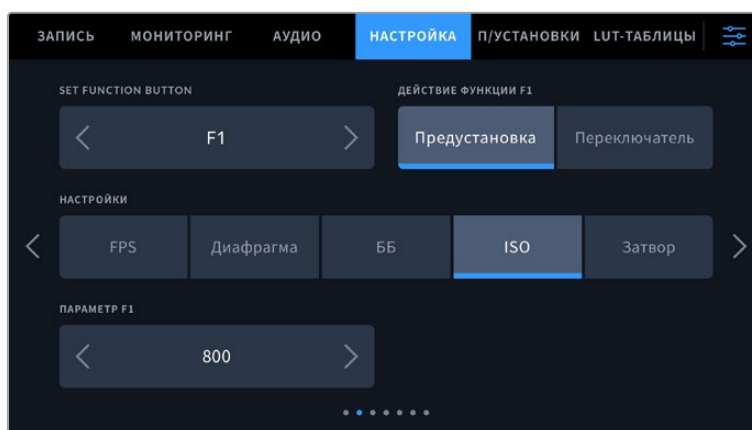 ЗАПИСЬ МОНИТОРИНГ АУДИО НАСТРОЙКА П/УСТАНОВКИ LUT-ТАБЛИЦЫ
SET FUNCTION BUTTON ДЕЙСТВИЕ ФУНКЦИИ F1
F1 Предустановка Переключатель
НАСТРОЙКИ
FPS Диафрагма ББ ISO Затвор
ПАРАМЕТР F1
800